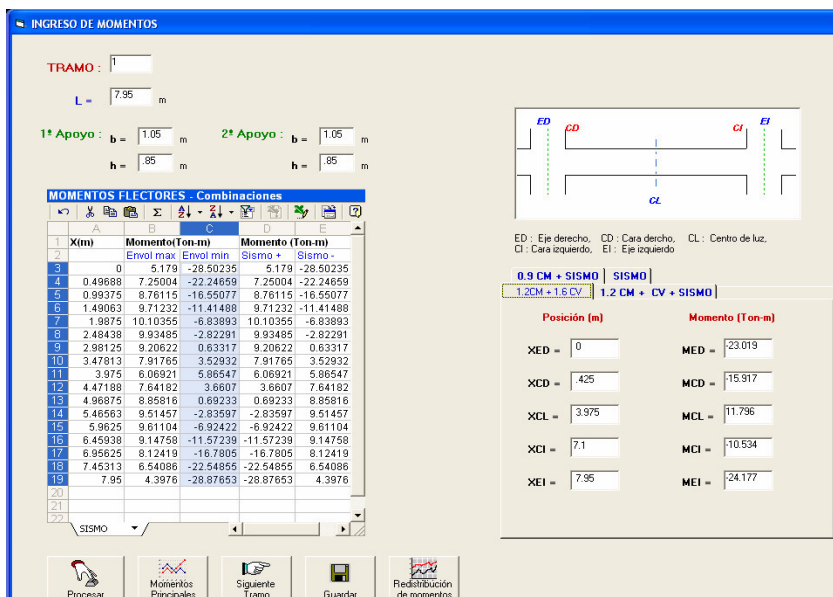 INGRESO DE MOMENTOS
TRAMO : 1
L = 7.95 m
1ª Apoyo : b = 1.05 m 2ª Apoyo : b = 1.05 m
h = .85 m h = .85 m
MOMENTOS FLECTORES - Combinaciones
A B C D E
1 X(m) Momento(Ton-m) Momento (Ton-m)
2 Envol max Envol min Sismo + Sismo -
3 0 5.179 -28.50235 5.179 -28.50235
4 0.49688 7.25004 -22.24659 7.25004 -22.24659
5 0.99375 8.76115 -16.55077 8.76115 -16.55077
6 1.49063 9.71232 -11.41488 9.71232 -11.41488
7 1.9875 10.10355 -6.83893 10.10355 -6.83893
8 2.48438 9.93485 -2.82291 9.93485 -2.82291
9 2.98125 9.20622 0.63317 9.20622 0.63317
10 3.47813 7.91765 3.52932 7.91765 3.52932
11 3.975 6.06921 5.86547 6.06921 5.86547
12 4.47188 7.64182 3.6607 3.6607 7.64182
13 4.96875 8.85816 0.69233 0.69233 8.85816
14 5.46563 9.51457 -2.83597 -2.83597 9.51457
15 5.9625 9.61104 -6.92422 -6.92422 9.61104
16 6.45938 9.14758 -11.57239 -11.57239 9.14758
17 6.95625 8.12419 -16.7805 -16.7805 8.12419
18 7.45313 6.54086 -22.54855 -22.54855 6.54086
19 7.95 4.3976 -28.87653 -28.87653 4.3976
20
21
22
SISMO
Procesar
Momentos Principales
Siguiente Tramo
Guardar
Redistribución de momentos
ED CD CI EI
CL
ED : Eje derecho, CD : Cara dercho, CL : Centro de luz,
CI : Cara izquierdo, EI : Eje izquierdo
0.9 CM + SISMO SISMO
1.2CM + 1.6 CV 1.2 CM + CV + SISMO
Posición (m) Momento (Ton-m)
XED = 0 MED = -23.019
XCD = .425 MCD = -15.917
XCL = 3.975 MCL = 11.796
XCI = 7.1 MCI = -10.534
XEI = 7.95 MEI = -24.177